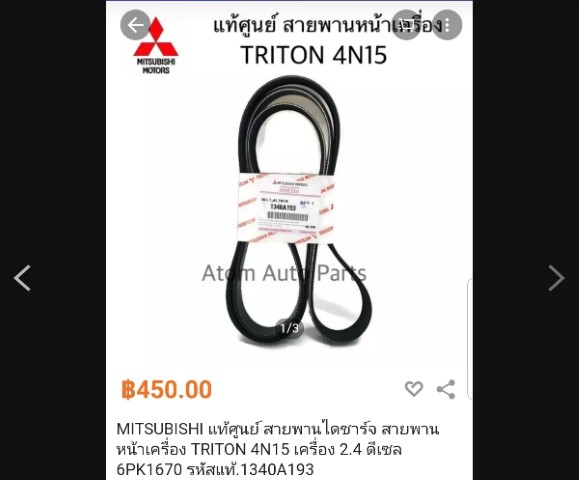 แท้ศูนย์ สายพานหน้าเครื่อง
TRITON 4N15
MITSUBISHI
MOTORS
MITSUBISHI MOTORS
1340A193
Atom Auto Parts
1/3
฿450.00
MITSUBISHI แท้ศูนย์ สายพานไดชาร์จ สายพาน
หน้าเครื่อง TRITON 4N15 เครื่อง 2.4 ดีเซล
6PK1670 รหัสแท้.1340A193